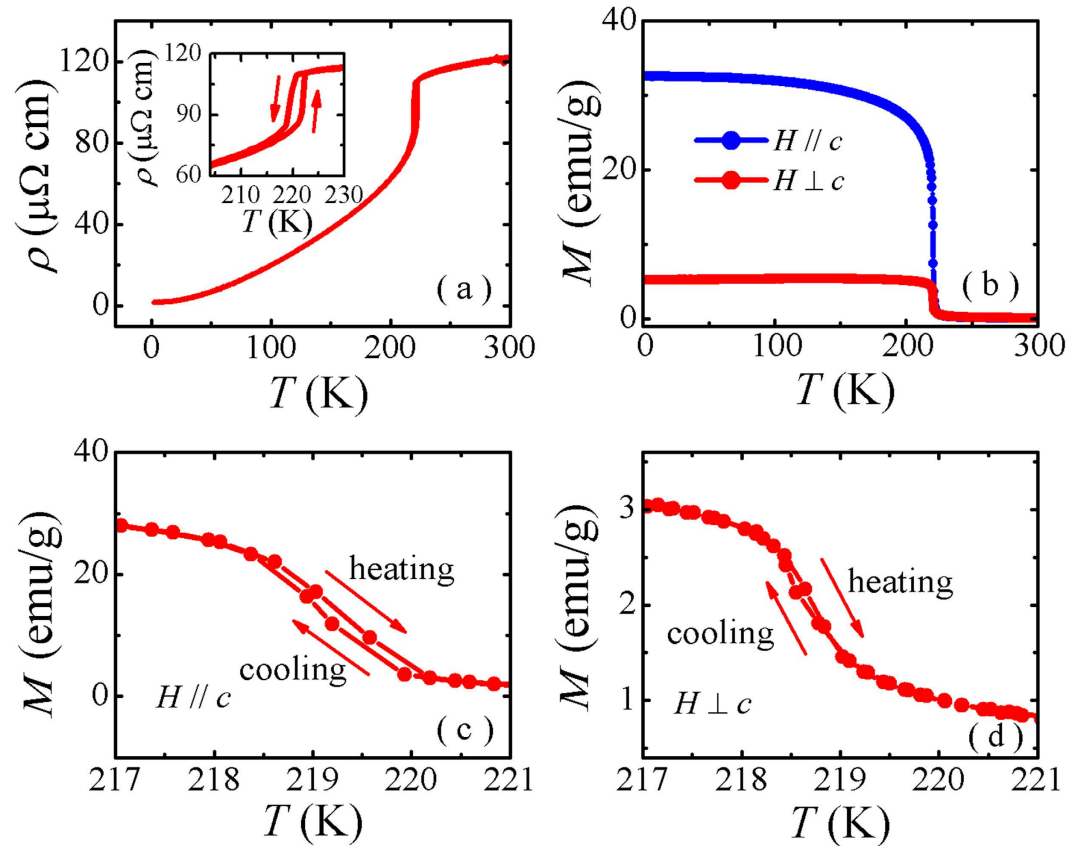 120
80
40
0
ρ (μΩ cm)
0
100
200
300
T (K)
( a )
120
90
60
ρ (μΩ cm)
210
220
230
T (K)
40
20
0
M (emu/g)
0
100
200
300
T (K)
H // c
H ⊥ c
( b )
40
20
0
M (emu/g)
217
218
219
220
221
T (K)
heating
cooling
H // c
( c )
3
2
1
M (emu/g)
217
218
219
220
221
T (K)
heating
cooling
H ⊥ c
( d )